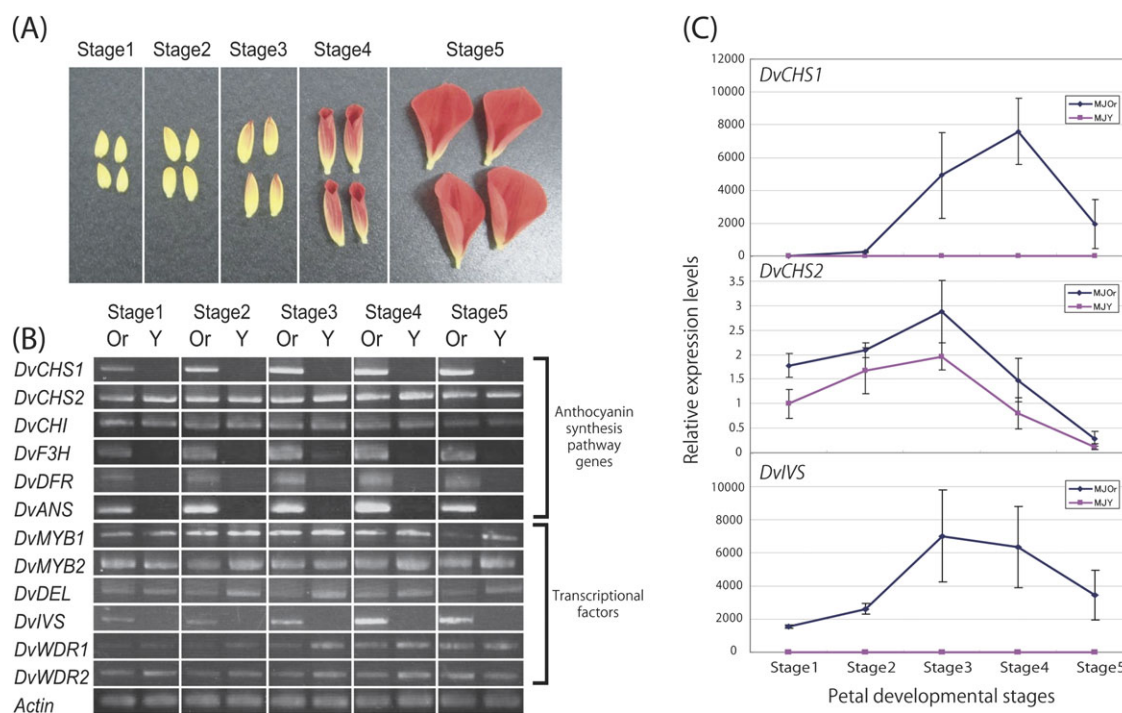 (A)
Stage1 Stage2 Stage3 Stage4 Stage5
(B)
Stage1 Stage2 Stage3 Stage4 Stage5
Or Y Or Y Or Y Or Y Or Y
DvCHS1
DvCHS2
DvCHI
DvF3H
DvDFR
DvANS
DvMYB1
DvMYB2
DvDEL
DvIVS
DvWDR1
DvWDR2
Actin
Anthocyanin
synthesis
pathway
genes
Transcriptional
factors
(C)
Relative expression levels
DvCHS1
12000
10000
8000
6000
4000
2000
0
MJOr
MJY
DvCHS2
3.5
3
2.5
2
1.5
1
0.5
0
MJOr
MJY
DvIVS
10000
8000
6000
4000
2000
0
MJOr
MJY
Stage1 Stage2 Stage3 Stage4 Stage5
Petal developmental stages